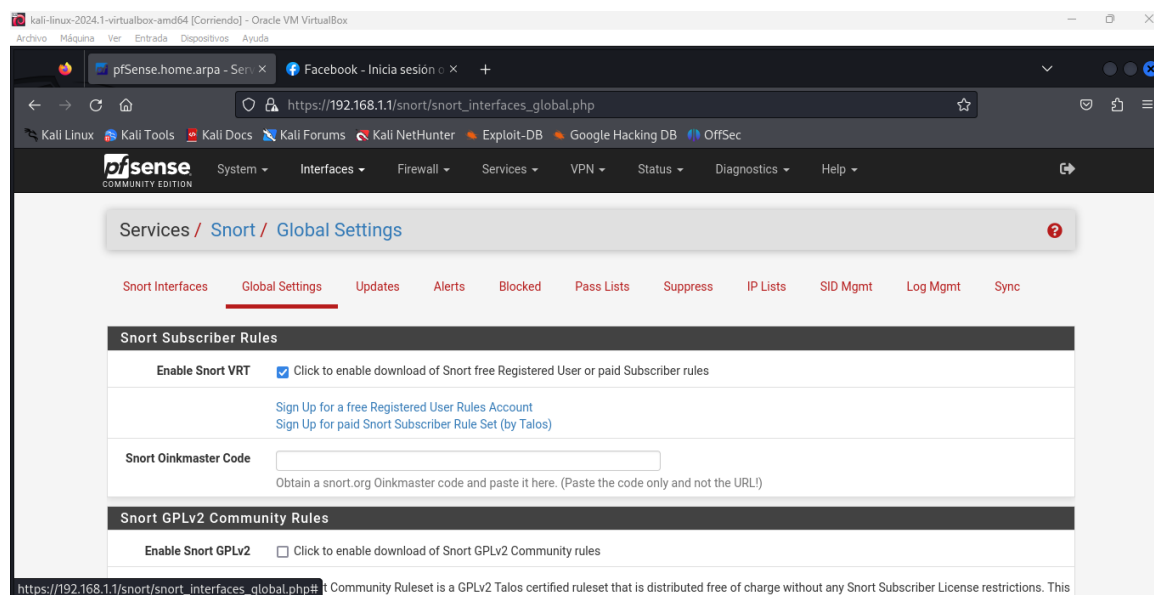 kali-linux-2024.1-virtualbox-amd64 [Corriendo] - Oracle VM VirtualBox
Archivo Máquina Ver Entrada Dispositivos Ayuda
pfSense.home.arpa - Serv Facebook - Inicia sesión o
https://192.168.1.1/snort/snort_interfaces_global.php
Kali Linux Kali Tools Kali Docs Kali Forums Kali NetHunter Exploit-DB Google Hacking DB OffSec
pfsense System Interfaces Firewall Services VPN Status Diagnostics Help
COMMUNITY EDITION
Services / Snort / Global Settings
Snort Interfaces Global Settings Updates Alerts Blocked Pass Lists Suppress IP Lists SID Mgmt Log Mgmt Sync
Snort Subscriber Rules
Enable Snort VRT Click to enable download of Snort free Registered User or paid Subscriber rules
Sign Up for a free Registered User Rules Account
Sign Up for paid Snort Subscriber Rule Set (by Talos)
Snort Oinkmaster Code
Obtain a snort.org Oinkmaster code and paste it here. (Paste the code only and not the URL!)
Snort GPLv2 Community Rules
Enable Snort GPLv2 Click to enable download of Snort GPLv2 Community rules
https://192.168.1.1/snort/snort_interfaces_global.php# t Community Ruleset is a GPLv2 Talos certified ruleset that is distributed free of charge without any Snort Subscriber License restrictions. This